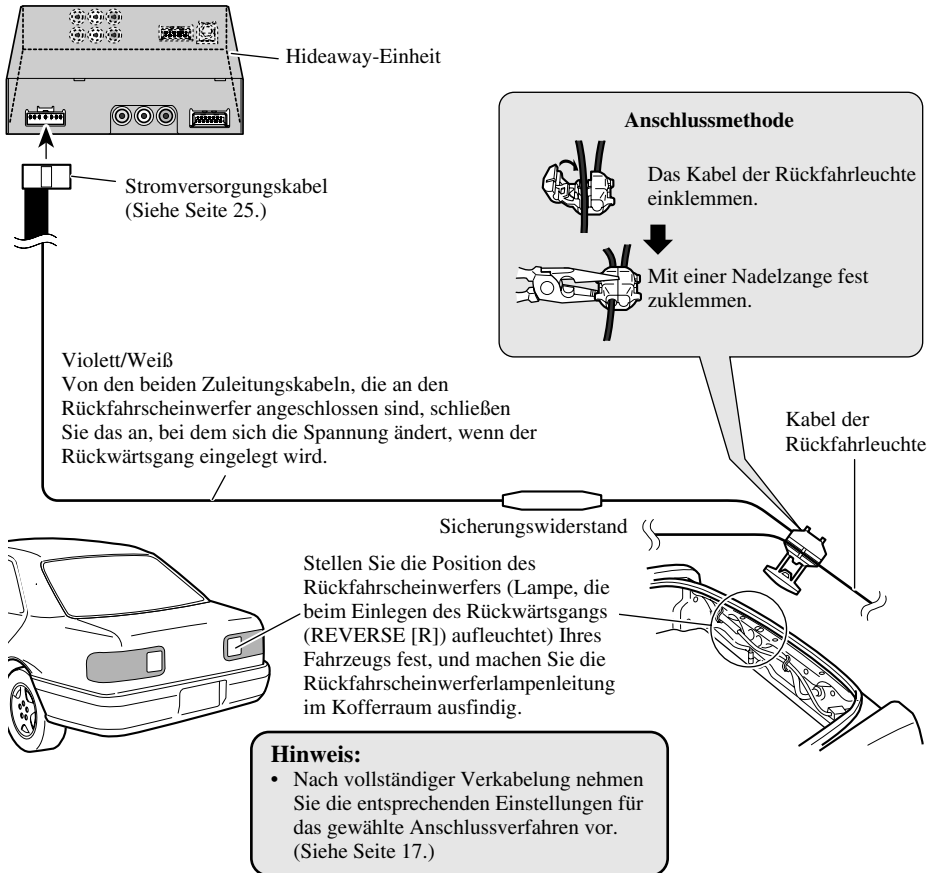 Hideaway-Einheit
Stromversorgungskabel
(Siehe Seite 25.)
Anschlussmethode
Das Kabel der Rückfahrleuchte
einklemmen.
Mit einer Nadelzange fest
zuklemmen.
Violett/Weiß
Von den beiden Zuleitungskabeln, die an den
Rückfahrscheinwerfer angeschlossen sind, schließen
Sie das an, bei dem sich die Spannung ändert, wenn der
Rückwärtsgang eingelegt wird.
Kabel der
Rückfahrleuchte
Sicherungswiderstand
Stellen Sie die Position des
Rückfahrscheinwerfers (Lampe, die
beim Einlegen des Rückwärtsgangs
(REVERSE [R]) aufleuchtet) Ihres
Fahrzeugs fest, und machen Sie die
Rückfahrscheinwerferlampenleitung
im Kofferraum ausfindig.
Hinweis:
• Nach vollständiger Verkabelung nehmen
Sie die entsprechenden Einstellungen für
das gewählte Anschlussverfahren vor.
(Siehe Seite 17.)